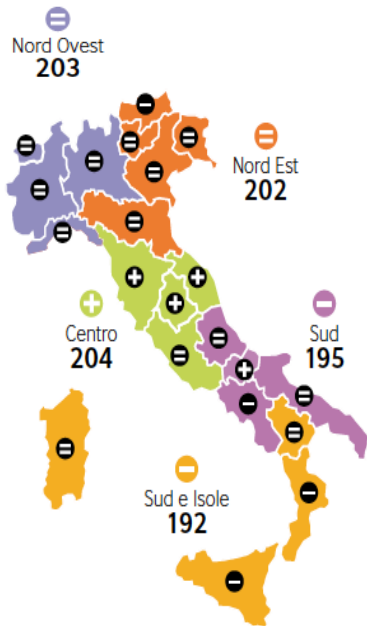 Nord Ovest
203
Nord Est
202
Centro
204
Sud
195
Sud e Isole
192